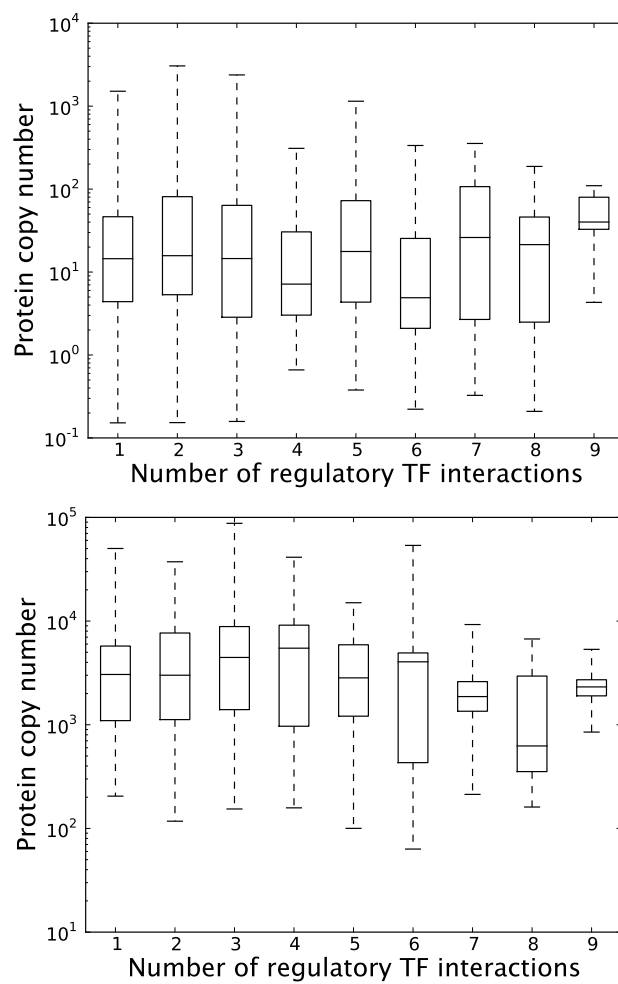 10^4
10^3
10^2
10^1
10^0
10^-1
Protein copy number
1 2 3 4 5 6 7 8 9
Number of regulatory TF interactions
10^5
10^4
10^3
10^2
10^1
Protein copy number
1 2 3 4 5 6 7 8 9
Number of regulatory TF interactions